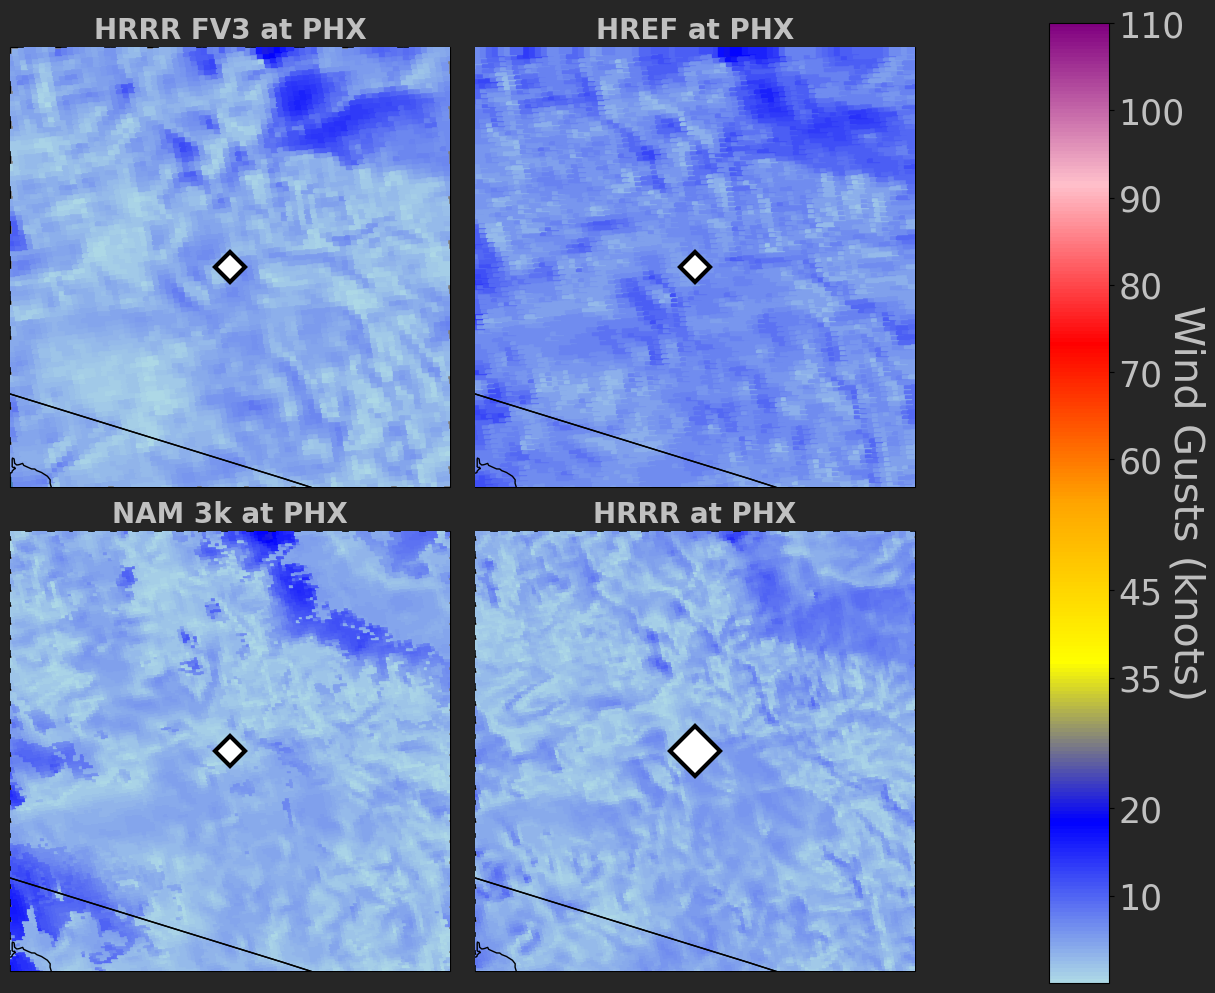 HRRR FV3 at PHX
HREF at PHX
NAM 3k at PHX
HRRR at PHX
110
100
90
80
70
60
45
35
20
10
Wind Gusts (knots)